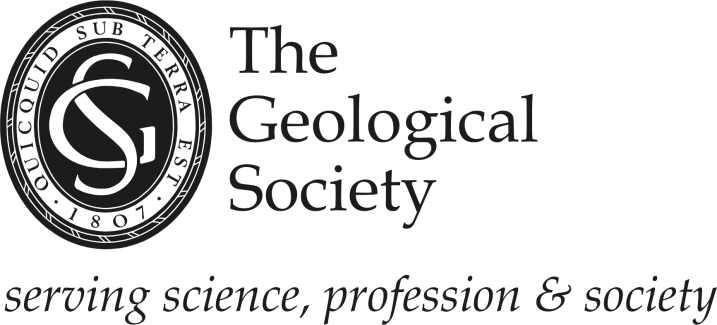 QUICQUID SUB TERRA EST
· 1807 ·
GS
The
Geological
Society
serving science, profession & society